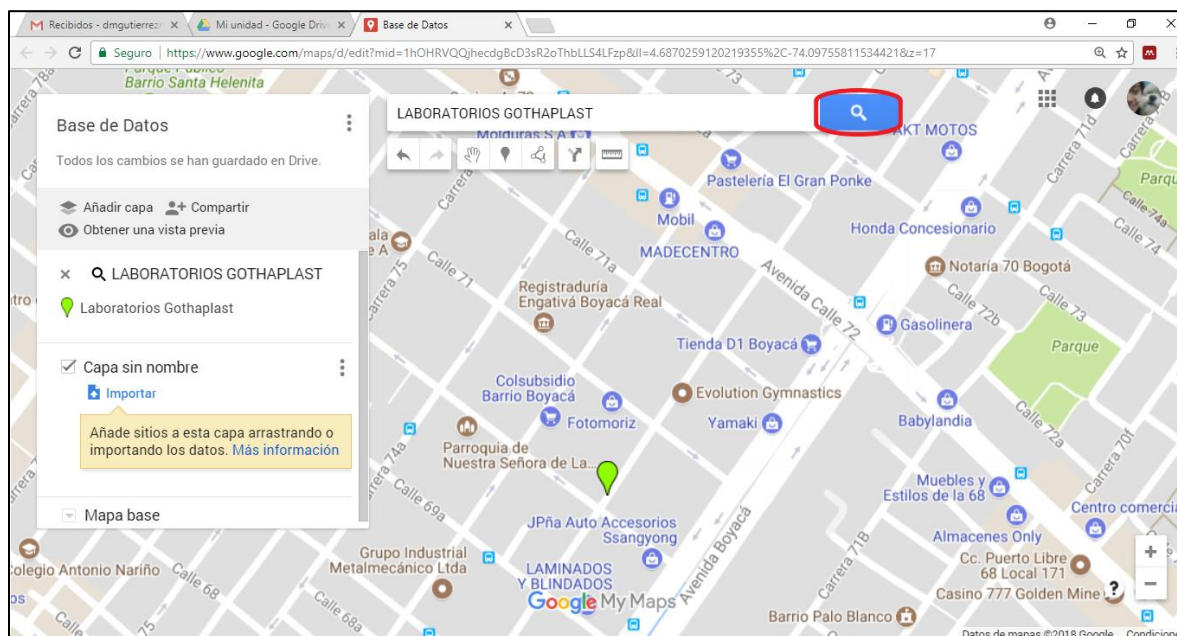 Recibidos - dmgutierrez
Mi unidad - Google Driv
Base de Datos
Seguro | https://www.google.com/maps/d/edit?mid=1hOHRVQQjhecdgBcD3sR2oThbLLS4LFzp&ll=4.687025912021935​5%2C-74.09755811534421&z=17
Barrio Santa Helenita
Base de Datos
Todos los cambios se han guardado en Drive.
Añadir capa
Compartir
Obtener una vista previa
LABORATORIOS GOTHAPLAST
Laboratorios Gothaplast
Capa sin nombre
Importar
Añade sitios a esta capa arrastrando o
importando los datos. Más información
Mapa base
LABORATORIOS GOTHAPLAST
Molduras S A
AKT MOTOS
Pastelería El Gran Ponke
Mobil
MADECENTRO
Honda Concesionario
Notaría 70 Bogotá
Carrera 71d
Calle 74a
Calle 74
Calle 73
Calle 72b
Parque
Gasolinera
Avenida Calle 72
Calle 71a
Calle 71
Carrera 75
Registraduría
Engativá Boyacá Real
Tienda D1 Boyacá
Colsubsidio
Barrio Boyacá
Fotomoriz
Evolution Gymnastics
Yamaki
Babylandia
Calle 72a
Carrera 70f
Parroquia de
Nuestra Señora de La...
Carrera 74a
Calle 69a
Muebles y
Estilos de la 68
Centro comercia
JPña Auto Accesorios
Ssangyong
Avenida Boyacá
Carrera 71B
Almacenes Only
Cc. Puerto Libre
68 Local 171
Casino 777 Golden Mine
Grupo Industrial
Metalmecánico Ltda
LAMINADOS
Y BLINDADOS
olegio Antonio Nariño
Calle 68
Calle 68a
Google My Maps
Barrio Palo Blanco
Datos de mapas ©2018 Google
Condicione